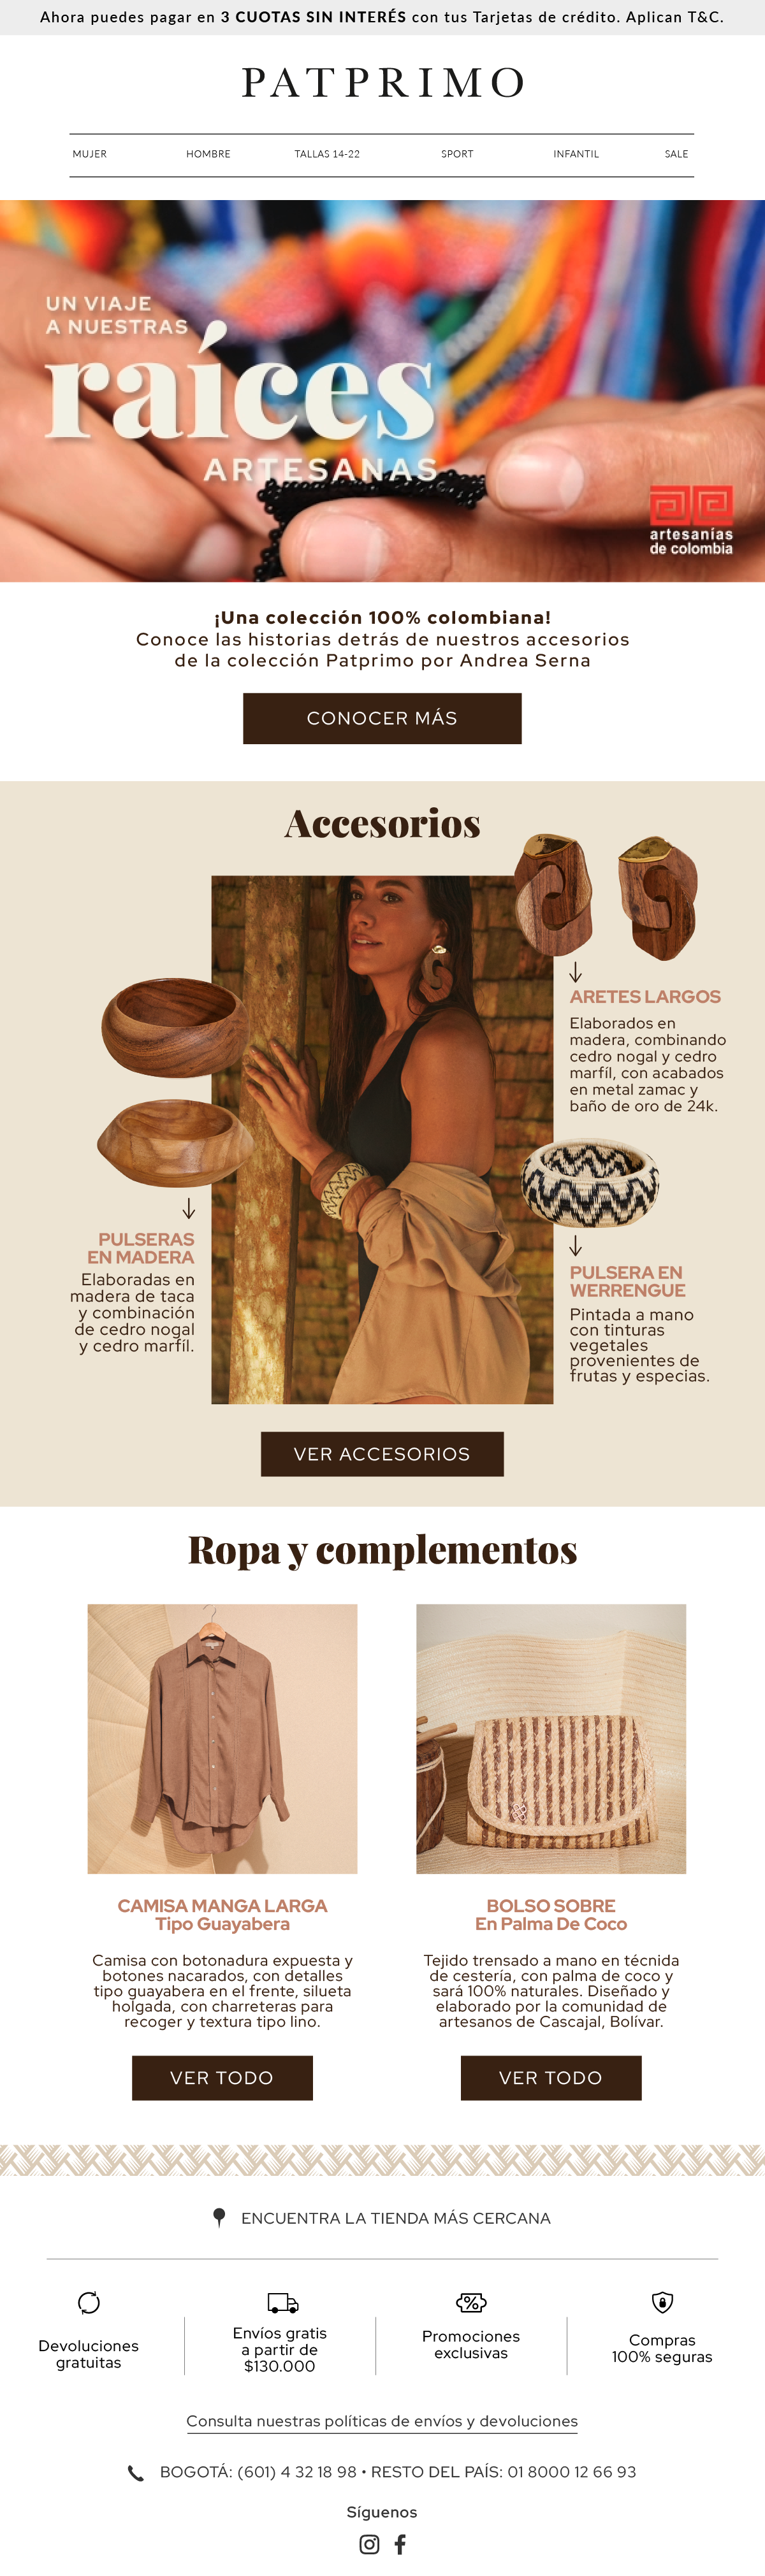 Ahora puedes pagar en 3 CUOTAS SIN INTERÉS con tus Tarjetas de crédito. Aplican T&C.
PATPRIMO
MUJER HOMBRE TALLAS 14-22 SPORT INFANTIL SALE
UN VIAJE
A NUESTRAS
raíces
ARTESANAS
artesanías
de colombia
¡Una colección 100% colombiana!
Conoce las historias detrás de nuestros accesorios
de la colección Patprimo por Andrea Serna
CONOCER MÁS
Accesorios
ARETES LARGOS
Elaborados en
madera, combinando
cedro nogal y cedro
marfíl, con acabados
en metal zamac y
baño de oro de 24k.
PULSERAS
EN MADERA
Elaboradas en
madera de taca
y combinación
de cedro nogal
y cedro marfíl.
PULSERA EN
WERRENGUE
Pintada a mano
con tinturas
vegetales
provenientes de
frutas y especias.
VER ACCESORIOS
Ropa y complementos
CAMISA MANGA LARGA
Tipo Guayabera
Camisa con botonadura expuesta y
botones nacarados, con detalles
tipo guayabera en el frente, silueta
holgada, con charreteras para
recoger y textura tipo lino.
VER TODO
BOLSO SOBRE
En Palma De Coco
Tejido trensado a mano en técnida
de cestería, con palma de coco y
sará 100% naturales. Diseñado y
elaborado por la comunidad de
artesanos de Cascajal, Bolívar.
VER TODO
ENCUENTRA LA TIENDA MÁS CERCANA
Devoluciones
gratuitas
Envíos gratis
a partir de
$130.000
Promociones
exclusivas
Compras
100% seguras
Consulta nuestras políticas de envíos y devoluciones
BOGOTÁ: (601) 4 32 18 98 • RESTO DEL PAÍS: 01 8000 12 66 93
Síguenos